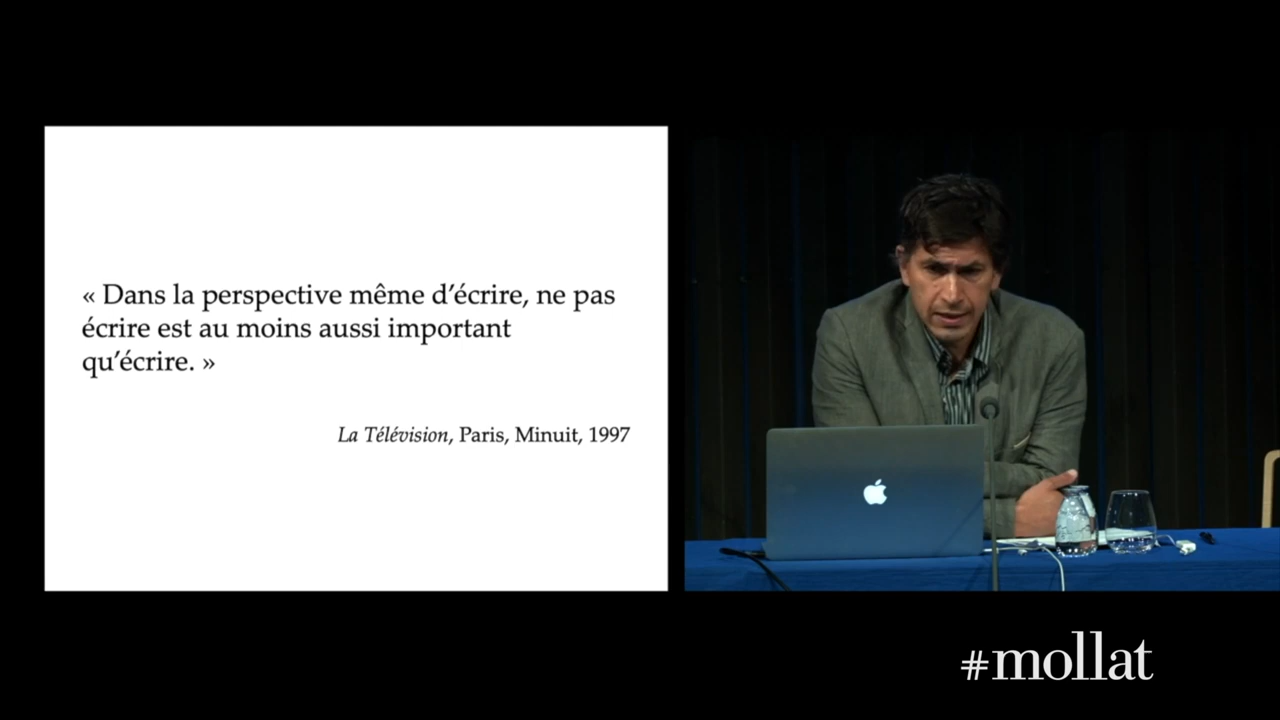 « Dans la perspective même d'écrire, ne pas
écrire est au moins aussi important
qu'écrire. »
La Télévision, Paris, Minuit, 1997
#mollat